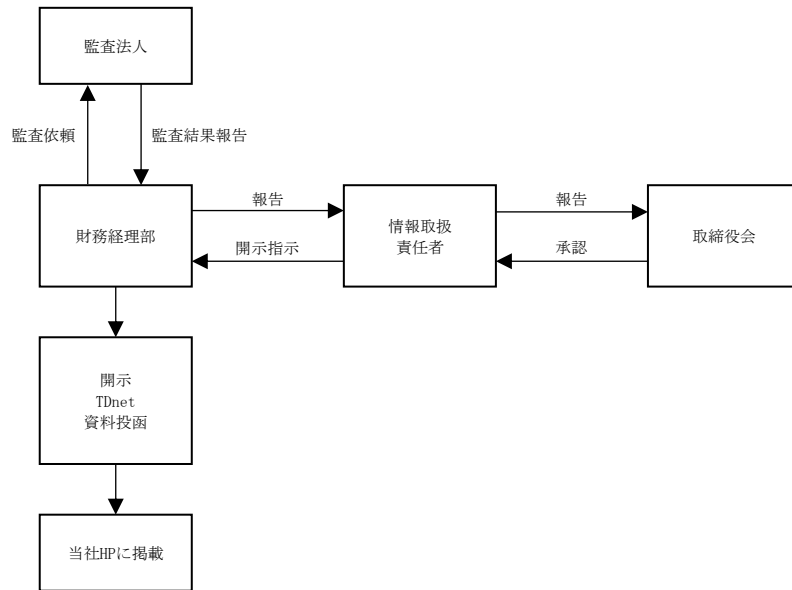 監査法人
監査依頼
監査結果報告
報告
報告
財務経理部
情報取扱
責任者
取締役会
開示指示
承認
開示
TDnet
資料投函
当社HPに掲載